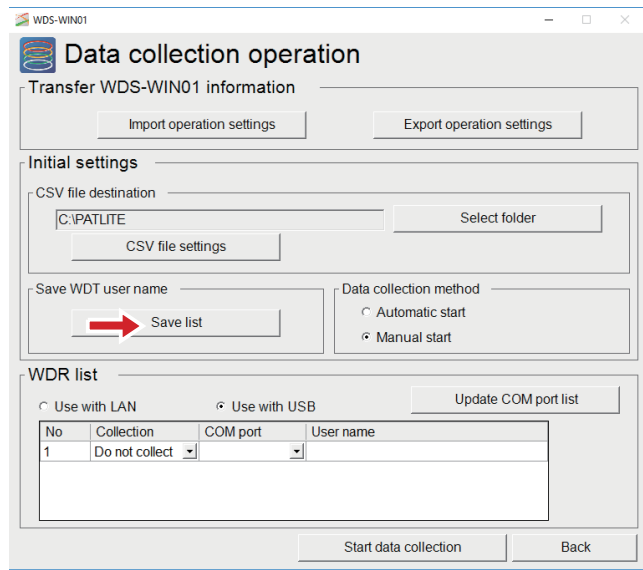 WDS-WIN01
Data collection operation
Transfer WDS-WIN01 information
Import operation settings
Export operation settings
Initial settings
CSV file destination
C:\PATLITE
Select folder
CSV file settings
Save WDT user name
Save list
Data collection method
Automatic start
Manual start
WDR list
Use with LAN
Use with USB
Update COM port list
No Collection COM port User name
1 Do not collect
Start data collection
Back